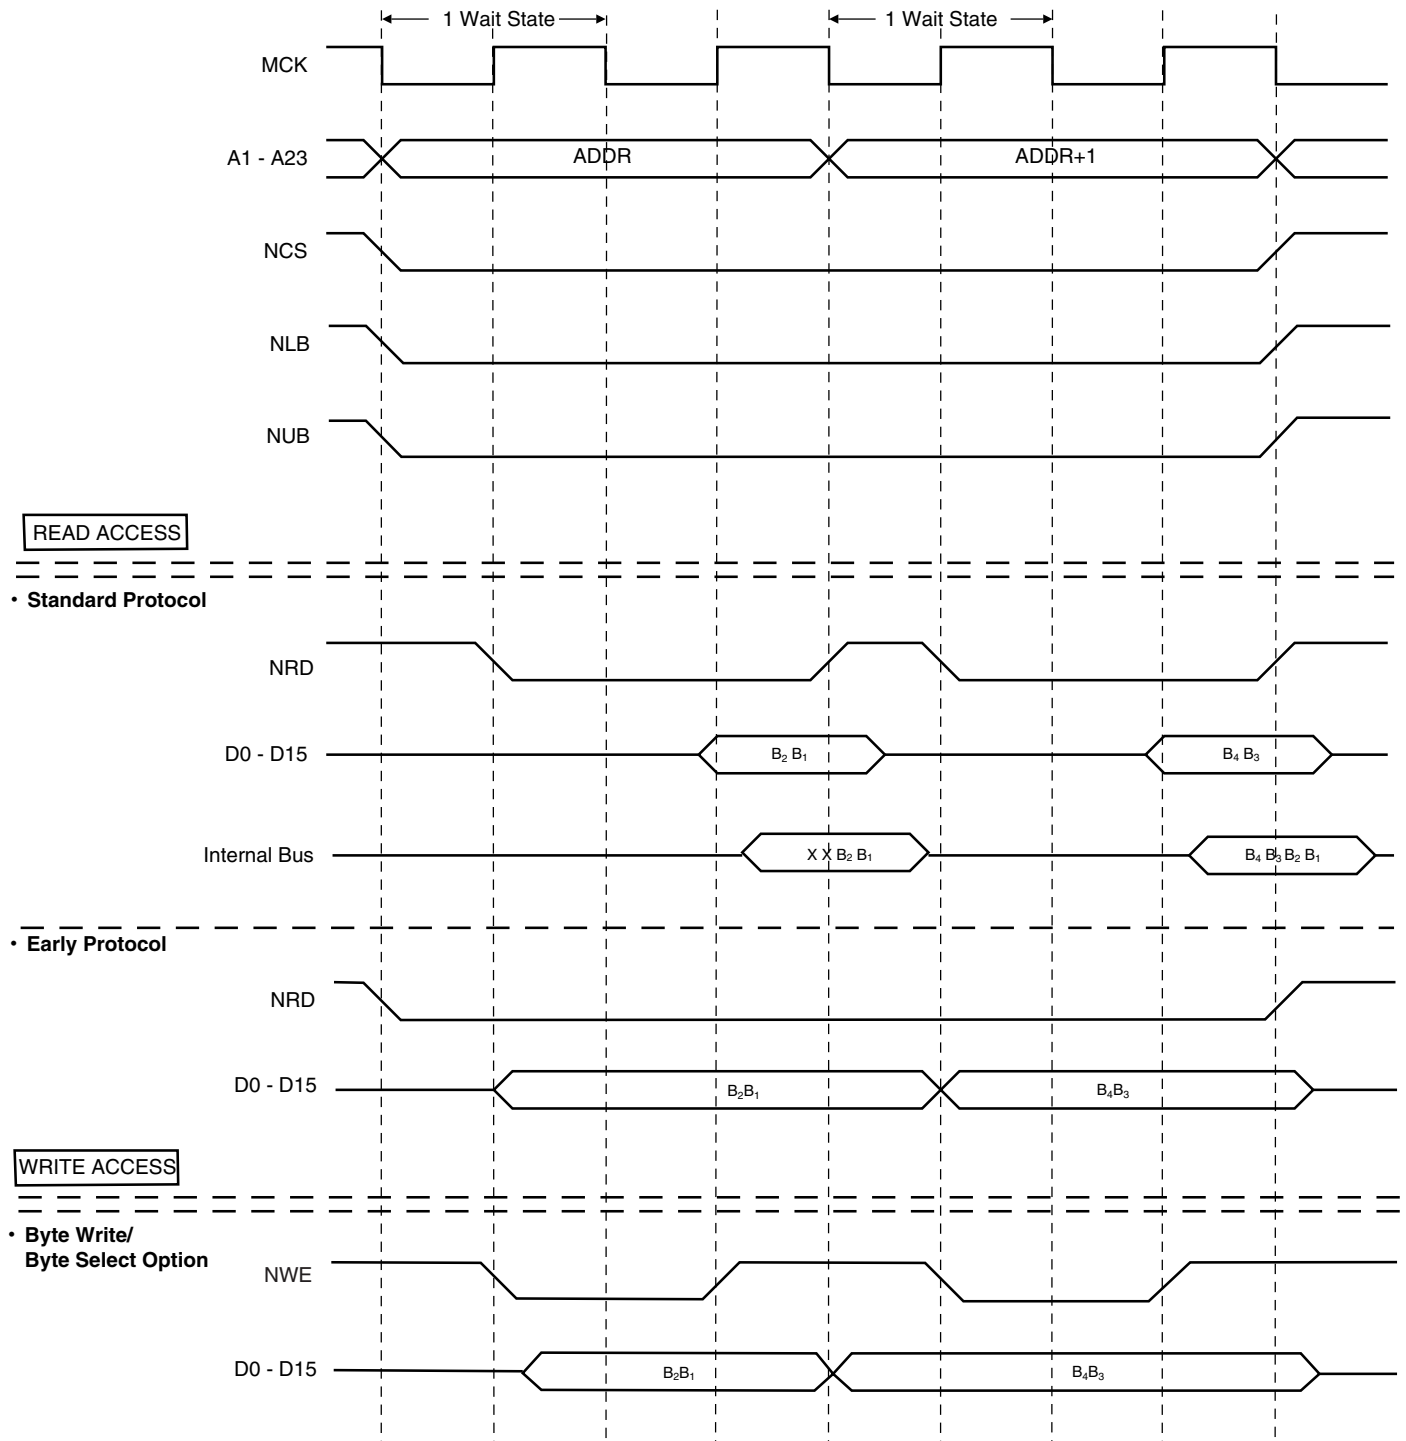 1 Wait State 1 Wait State
MCK
A1 - A23 ADDR ADDR+1
NCS
NLB
NUB
READ ACCESS
• Standard Protocol
NRD
D0 - D15 B₂ B₁ B₄ B₃
Internal Bus X X B₂ B₁ B₄ B₃ B₂ B₁
• Early Protocol
NRD
D0 - D15 B₂B₁ B₄B₃
WRITE ACCESS
• Byte Write/
Byte Select Option
NWE
D0 - D15 B₂B₁ B₄B₃